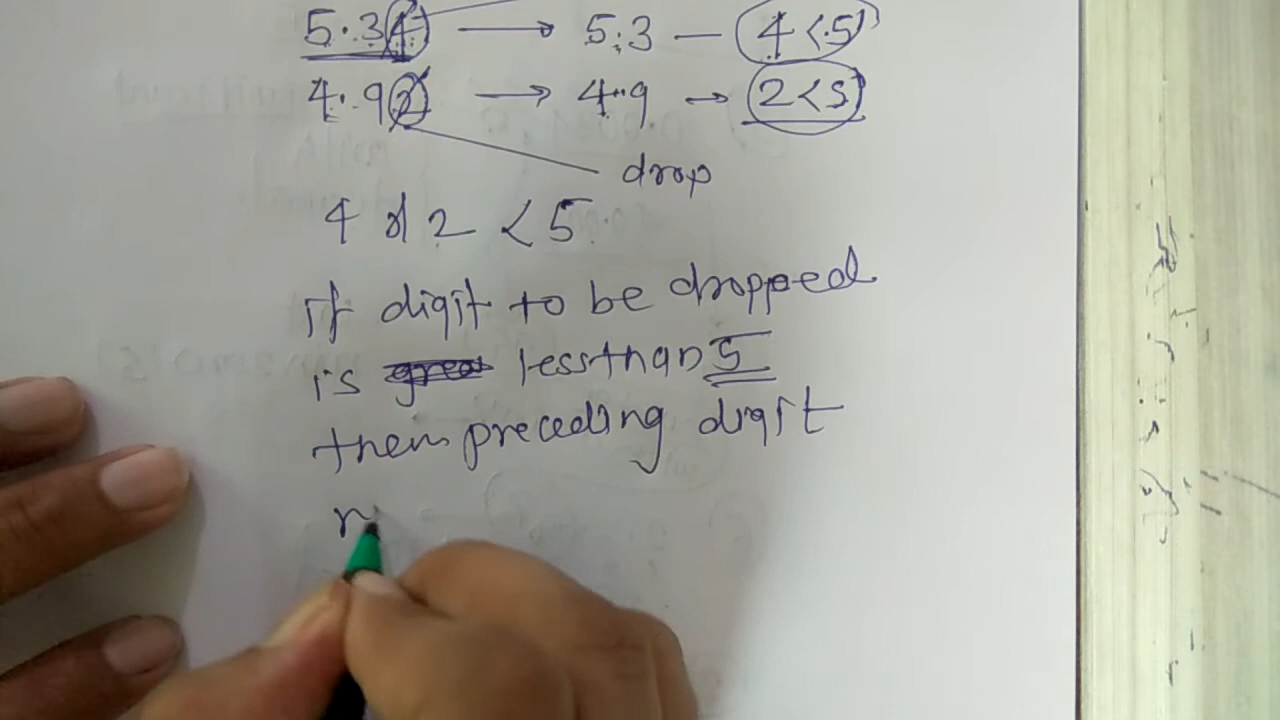 5.34 → 5.3 — 4<5
4.92 → 4.9 → 2<5
drop
4 & 2 < 5
if digit to be dropped
is less than 5
then preceding digit
r